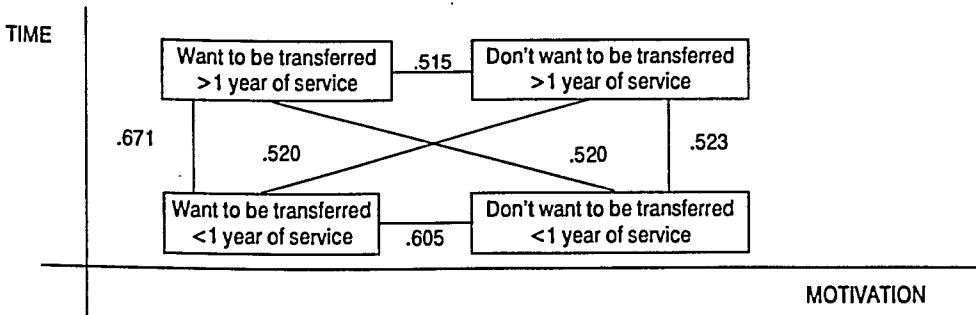 TIME
Want to be transferred
>1 year of service
.515
Don't want to be transferred
>1 year of service
.671
.520
.520
.523
Want to be transferred
<1 year of service
.605
Don't want to be transferred
<1 year of service
MOTIVATION